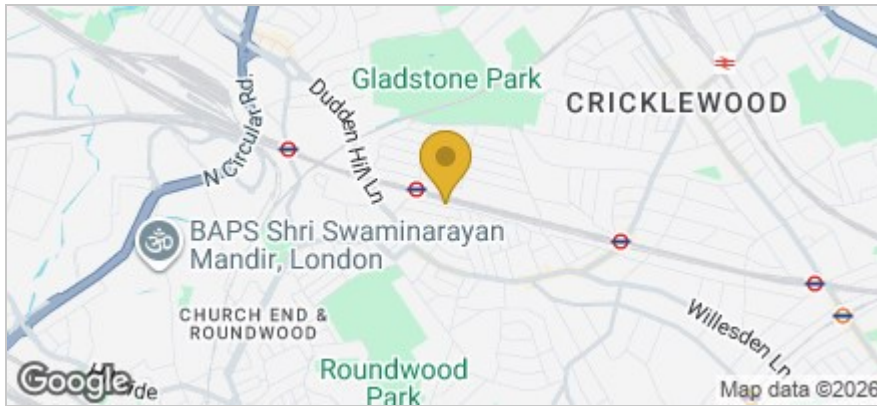 Gladstone Park
CRICKLEWOOD
Dudden Hill Ln
N Circular Rd
BAPS Shri Swaminarayan
Mandir, London
CHURCH END &
ROUNDWOOD
Roundwood
Park
Willesden Ln
Google
Map data ©2026